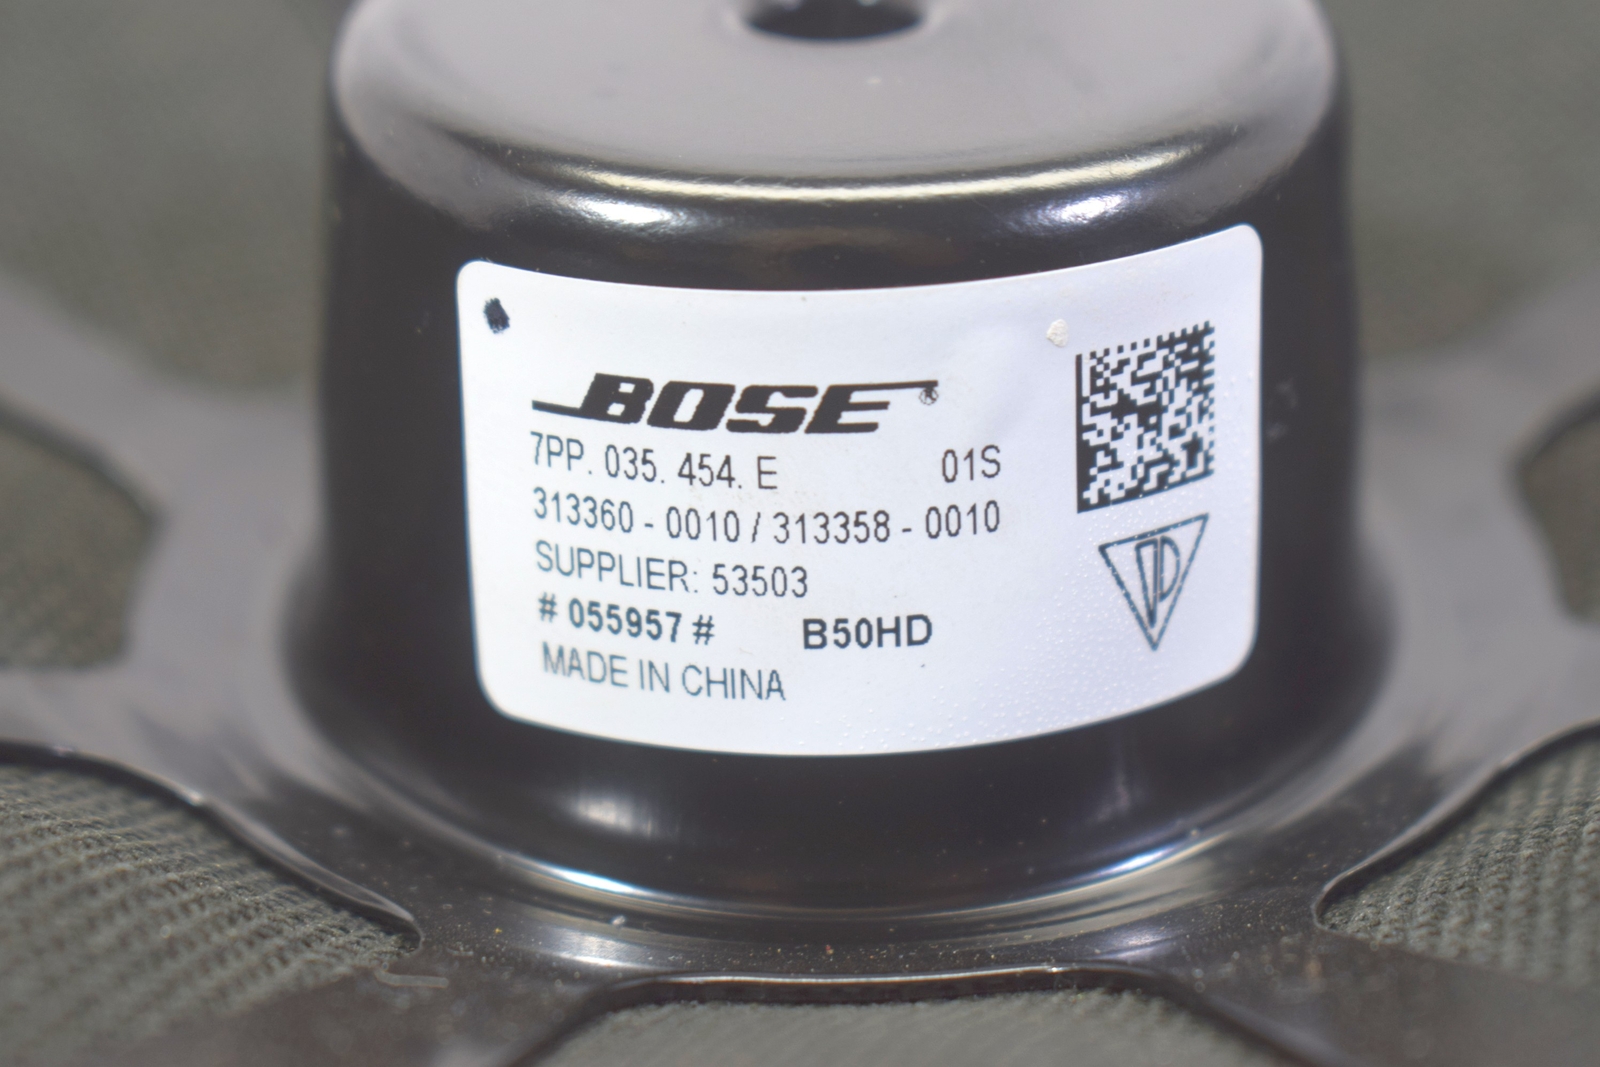 BOSE®
7PP. 035. 454. E 01S
313360 - 0010 / 313358 - 0010
SUPPLIER: 53503
# 055957 # B50HD
MADE IN CHINA